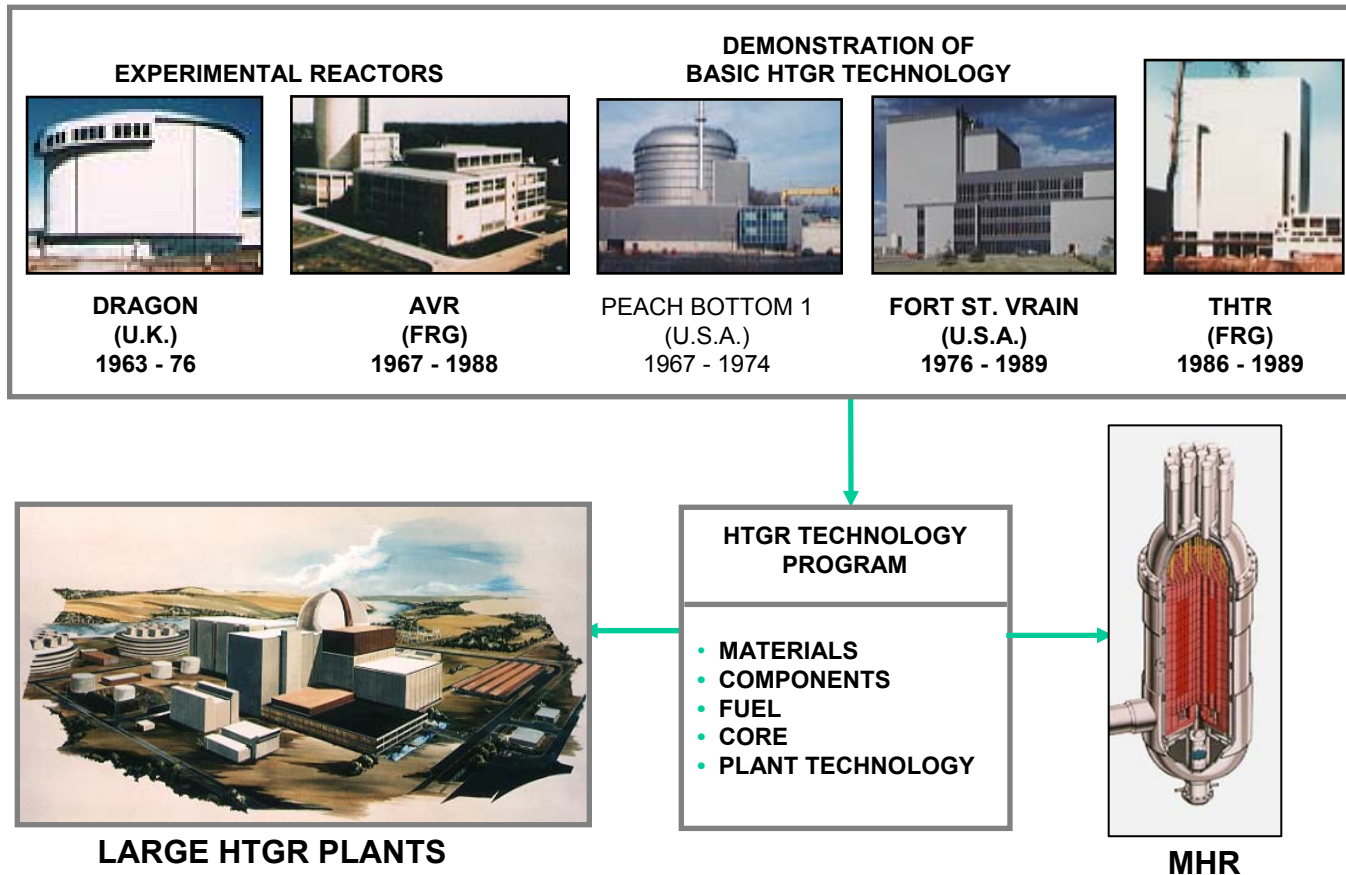 EXPERIMENTAL REACTORS
DEMONSTRATION OF
BASIC HTGR TECHNOLOGY
DRAGON
(U.K.)
1963 - 76
AVR
(FRG)
1967 - 1988
PEACH BOTTOM 1
(U.S.A.)
1967 - 1974
FORT ST. VRAIN
(U.S.A.)
1976 - 1989
THTR
(FRG)
1986 - 1989
HTGR TECHNOLOGY
PROGRAM
• MATERIALS
• COMPONENTS
• FUEL
• CORE
• PLANT TECHNOLOGY
LARGE HTGR PLANTS
MHR